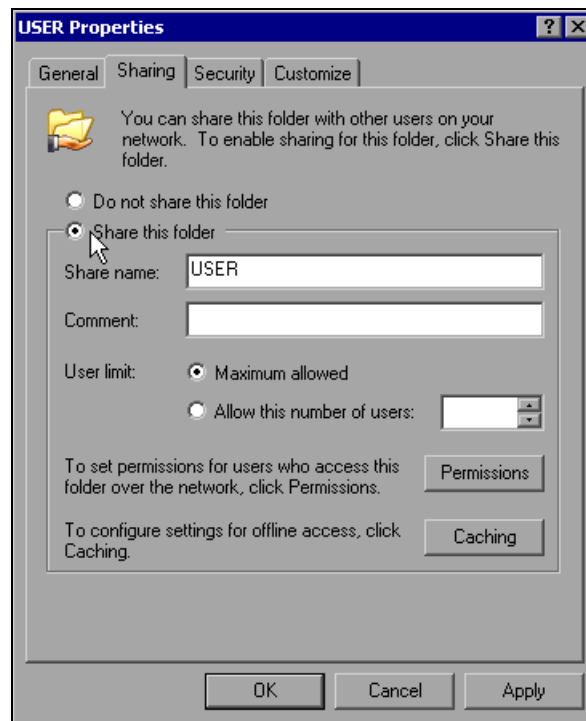 USER Properties
General Sharing Security Customize
You can share this folder with other users on your
network. To enable sharing for this folder, click Share this
folder.
Do not share this folder
Share this folder
Share name: USER
Comment:
User limit: Maximum allowed
Allow this number of users:
To set permissions for users who access this
folder over the network, click Permissions.
Permissions
To configure settings for offline access, click
Caching.
Caching
OK Cancel Apply